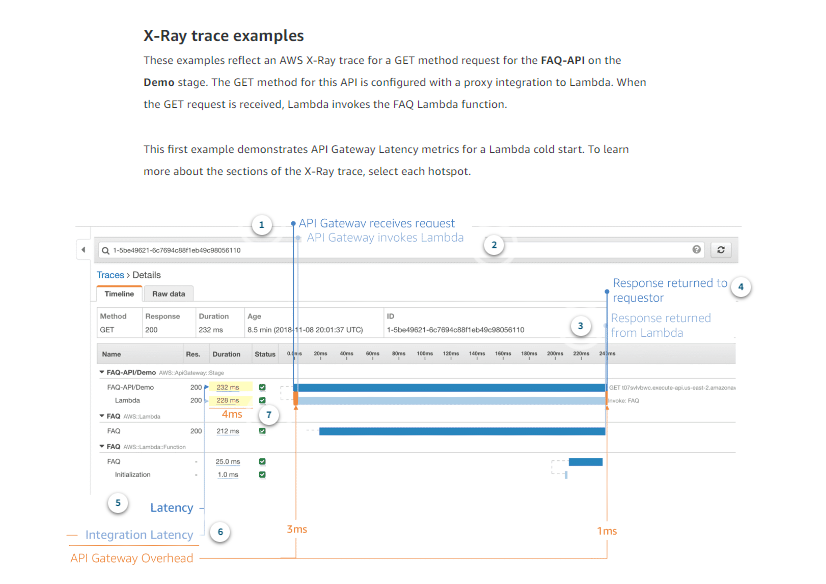 X-Ray trace examples
These examples reflect an AWS X-Ray trace for a GET method request for the FAQ-API on the
Demo stage. The GET method for this API is configured with a proxy integration to Lambda. When
the GET request is received, Lambda invokes the FAQ Lambda function.
This first example demonstrates API Gateway Latency metrics for a Lambda cold start. To learn
more about the sections of the X-Ray trace, select each hotspot.
1 API Gateway receives request
API Gateway invokes Lambda 2
1-5be49621-6c7694c88f1eb49c98056110
Traces > Details
Response returned to 4
requestor
Timeline Raw data
3 Response returned
from Lambda
Method Response Duration Age ID
GET 200 232 ms 8.5 min (2018-11-08 20:01:37 UTC) 1-5be49621-6c7694c88f1eb49c98056110
Name Res. Duration Status 0.0ms 20ms 40ms 60ms 80ms 100ms 120ms 140ms 160ms 180ms 200ms 220ms 240ms
FAQ-API/Demo AWS::ApiGateway::Stage
FAQ-API/Demo 200 232 ms GET
Lambda 200 228 ms Invoke: FAQ
4ms 7
FAQ AWS::Lambda
FAQ 200 212 ms
FAQ AWS::Lambda::Function
FAQ - 25.0 ms
Initialization - 1.0 ms
5 Latency
Integration Latency 6 3ms 1ms
API Gateway Overhead